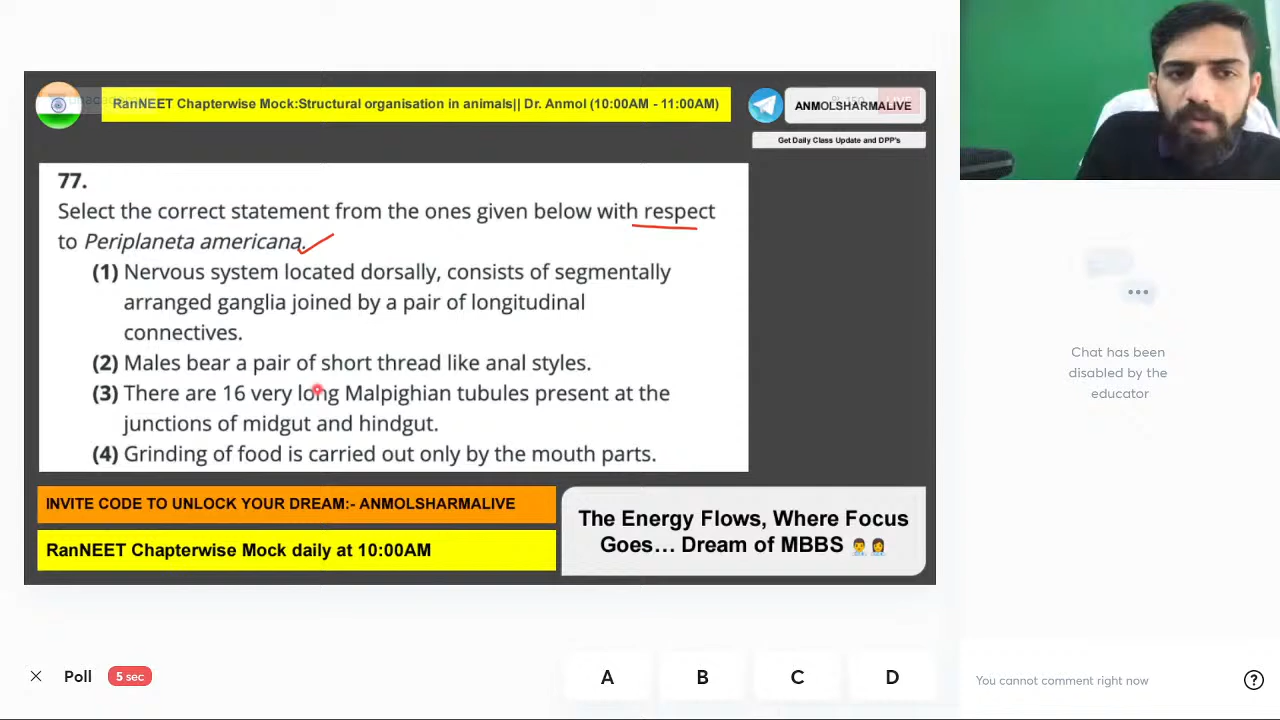 RanNEET Chapterwise Mock:Structural organisation in animals|| Dr. Anmol (10:00AM - 11:00AM)
ANMOLSHARMALIVE
Get Daily Class Update and DPP's
77.
Select the correct statement from the ones given below with respect
to Periplaneta americana.
(1) Nervous system located dorsally, consists of segmentally
arranged ganglia joined by a pair of longitudinal
connectives.
(2) Males bear a pair of short thread like anal styles.
(3) There are 16 very long Malpighian tubules present at the
junctions of midgut and hindgut.
(4) Grinding of food is carried out only by the mouth parts.
INVITE CODE TO UNLOCK YOUR DREAM:- ANMOLSHARMALIVE
RanNEET Chapterwise Mock daily at 10:00AM
The Energy Flows, Where Focus
Goes... Dream of MBBS
Chat has been
disabled by the
educator
Poll
5 sec
A
B
C
D
You cannot comment right now